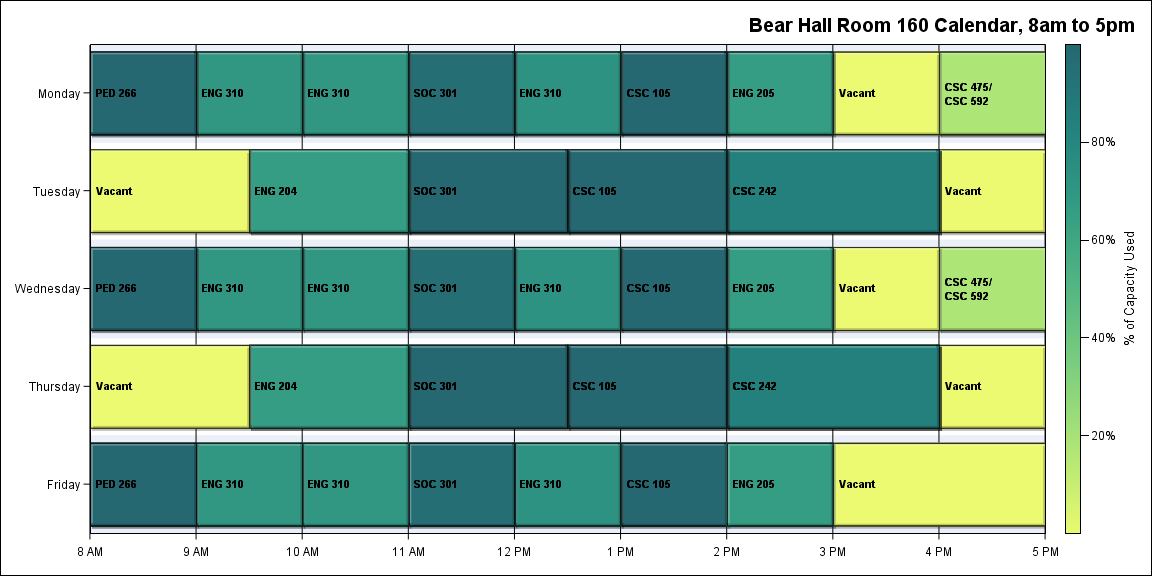 Bear Hall Room 160 Calendar, 8am to 5pm
Monday
PED 266
ENG 310
ENG 310
SOC 301
ENG 310
CSC 105
ENG 205
Vacant
CSC 475/
CSC 592
Tuesday
Vacant
ENG 204
SOC 301
CSC 105
CSC 242
Vacant
Wednesday
PED 266
ENG 310
ENG 310
SOC 301
ENG 310
CSC 105
ENG 205
Vacant
CSC 475/
CSC 592
Thursday
Vacant
ENG 204
SOC 301
CSC 105
CSC 242
Vacant
Friday
PED 266
ENG 310
ENG 310
SOC 301
ENG 310
CSC 105
ENG 205
Vacant
8 AM
9 AM
10 AM
11 AM
12 PM
1 PM
2 PM
3 PM
4 PM
5 PM
80%
60%
40%
20%
% of Capacity Used